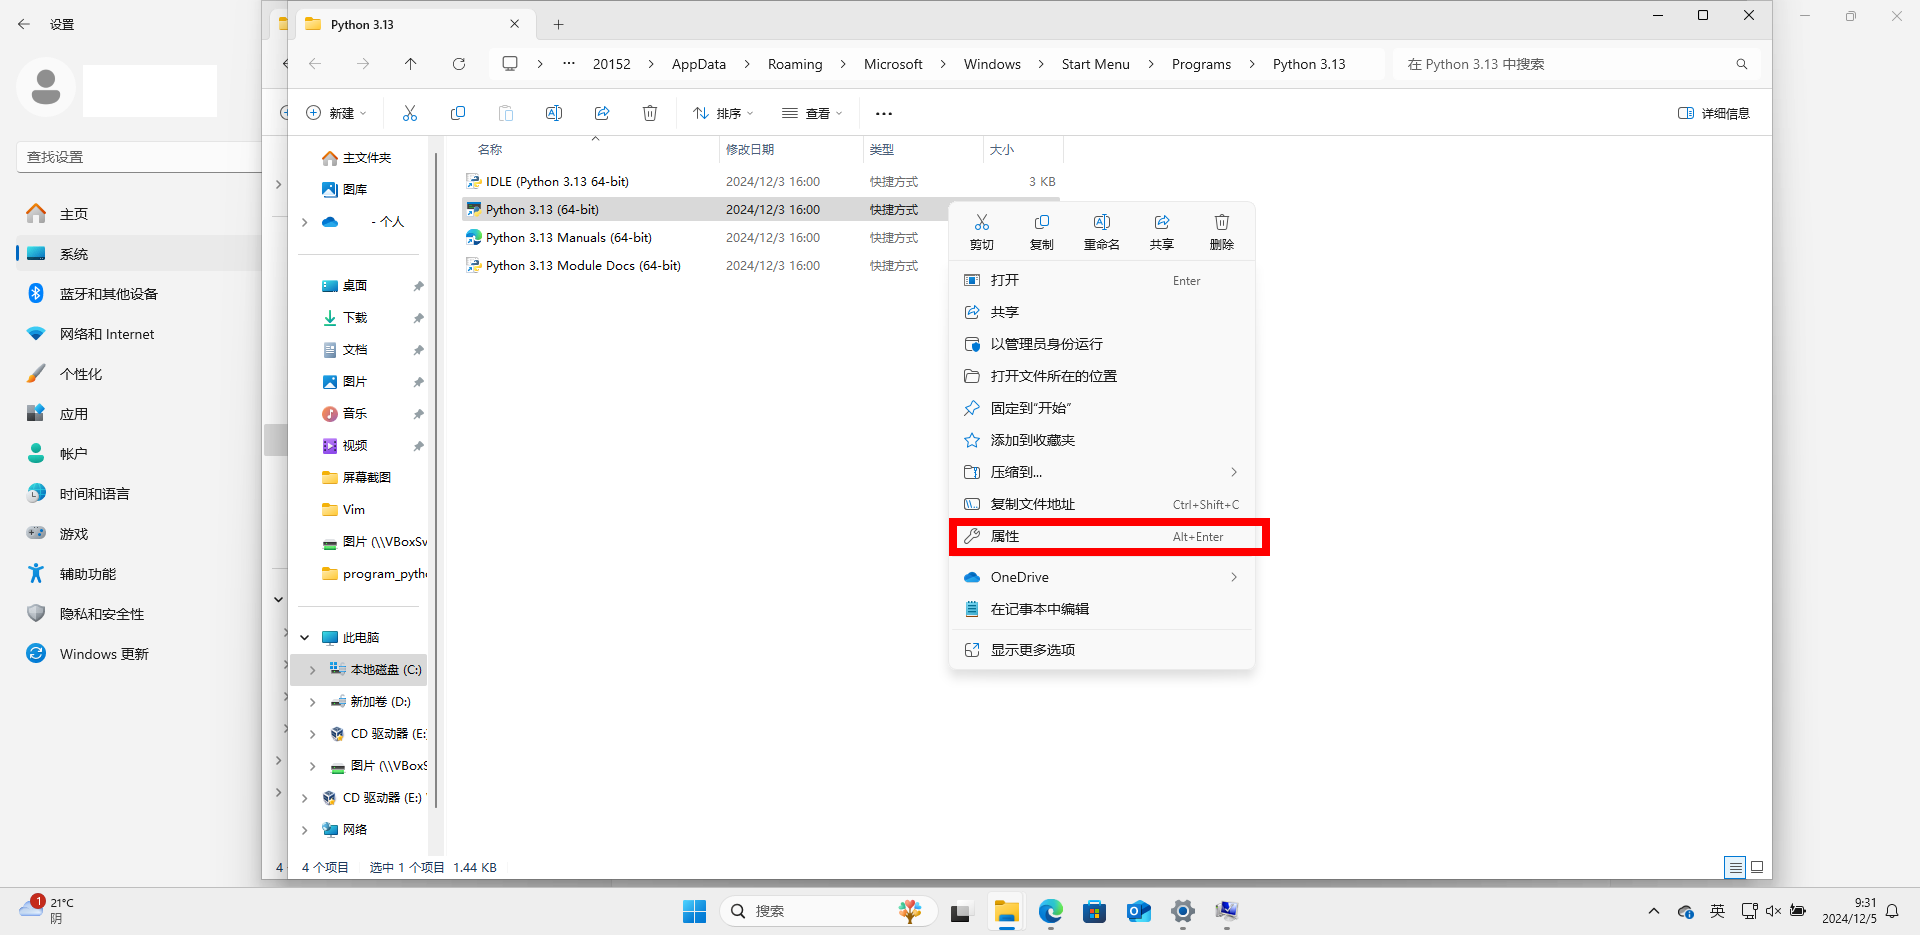 设置
查找设置
主页
系统
蓝牙和其他设备
网络和 Internet
个性化
应用
帐户
时间和语言
游戏
辅助功能
隐私和安全性
Windows 更新
Python 3.13
20152 AppData Roaming Microsoft Windows Start Menu Programs Python 3.13
在 Python 3.13 中搜索
新建 排序 查看 详细信息
主文件夹
图库
- 个人
桌面
下载
文档
图片
音乐
视频
屏幕截图
Vim
图片 (\\VBoxSv
program_pytho
此电脑
本地磁盘 (C:)
新加卷 (D:)
CD 驱动器 (E:
图片 (\\VBoxS
CD 驱动器 (E:)
网络
名称 修改日期 类型 大小
IDLE (Python 3.13 64-bit) 2024/12/3 16:00 快捷方式 3 KB
Python 3.13 (64-bit) 2024/12/3 16:00 快捷方式
Python 3.13 Manuals (64-bit) 2024/12/3 16:00 快捷方式
Python 3.13 Module Docs (64-bit) 2024/12/3 16:00 快捷方式
剪切 复制 重命名 共享 删除
打开 Enter
共享
以管理员身份运行
打开文件所在的位置
固定到"开始"
添加到收藏夹
压缩到...
复制文件地址 Ctrl+Shift+C
属性 Alt+Enter
OneDrive
在记事本中编辑
显示更多选项
4 4 个项目 选中 1 个项目 1.44 KB
1
21°C
阴
搜索
英
9:31
2024/12/5